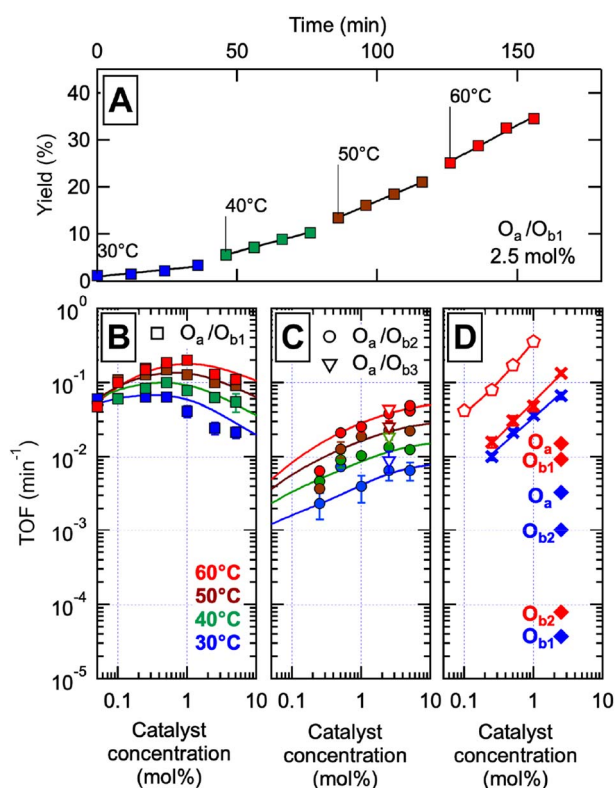 Time (min)
0 50 100 150
A
40
30
20
10
0
Yield (%)
30°C
40°C
50°C
60°C
Oa/Ob1
2.5 mol%
B
Oa/Ob1
C
Oa/Ob2
Oa/Ob3
D
10^0
10^-1
10^-2
10^-3
10^-4
10^-5
TOF (min^-1)
60°C
50°C
40°C
30°C
Oa
Ob1
Oa
Ob2
Ob2
Ob1
0.1 1 10
0.1 1 10
0.1 1 10
Catalyst
concentration
(mol%)
Catalyst
concentration
(mol%)
Catalyst
concentration
(mol%)